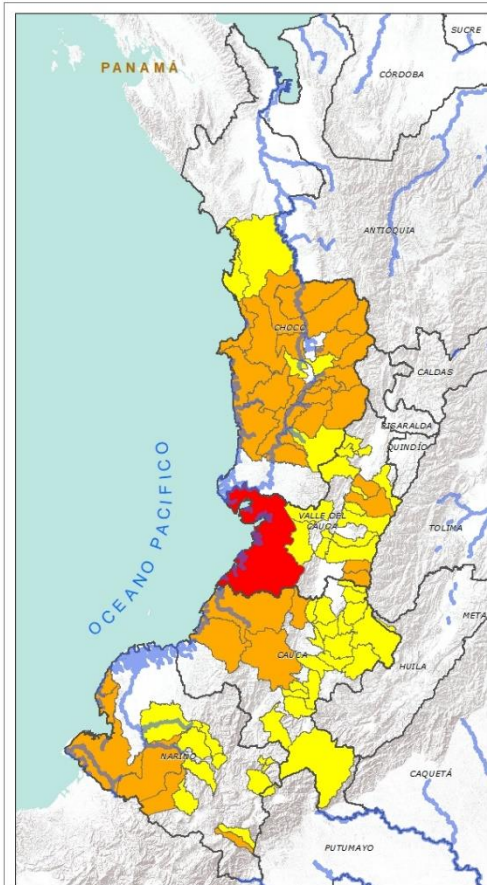 SUCRE
PANAMÁ
CÓRDOBA
ANTIOQUIA
CHOCÓ
CALDAS
RISARALDA
QUINDÍO
OCEANO PACIFICO
VALLE DEL
CAUCA
TOLIMA
META
CAUCA
HUILA
NARIÑO
CAQUETÁ
PUTUMAYO